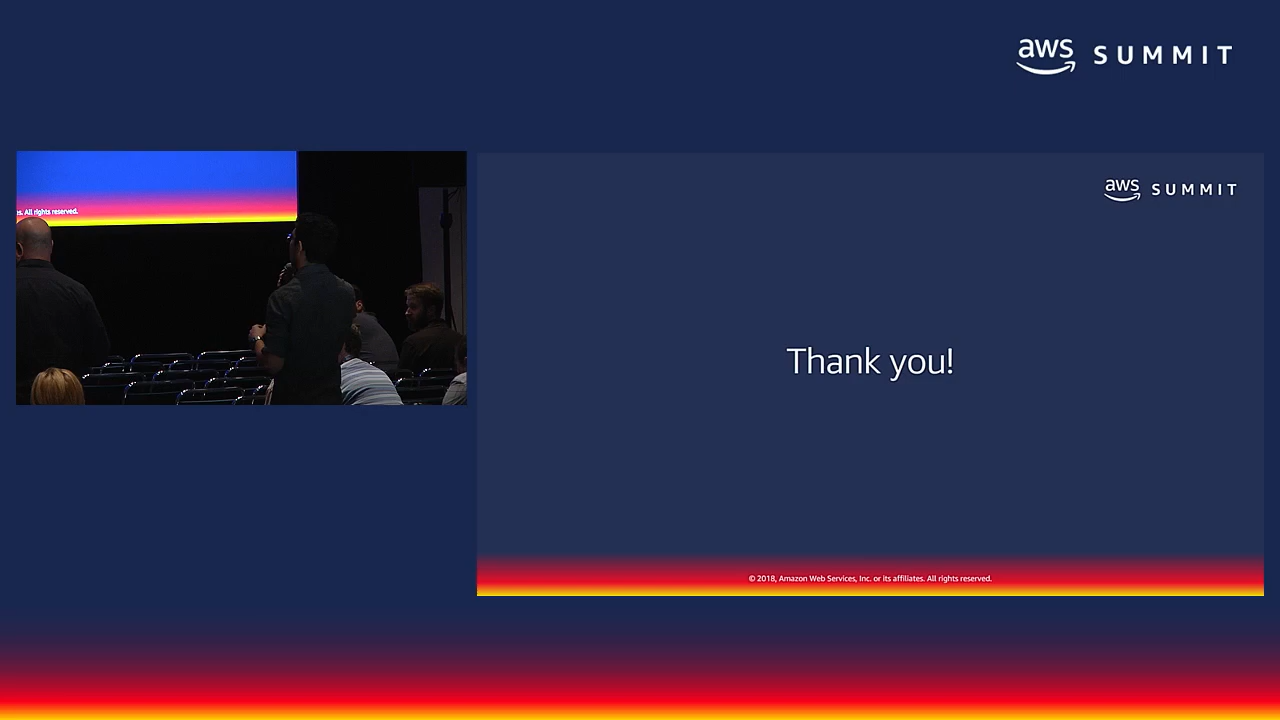 aws SUMMIT
es. All rights reserved.
aws SUMMIT
Thank you!
© 2018, Amazon Web Services, Inc. or its affiliates. All rights reserved.